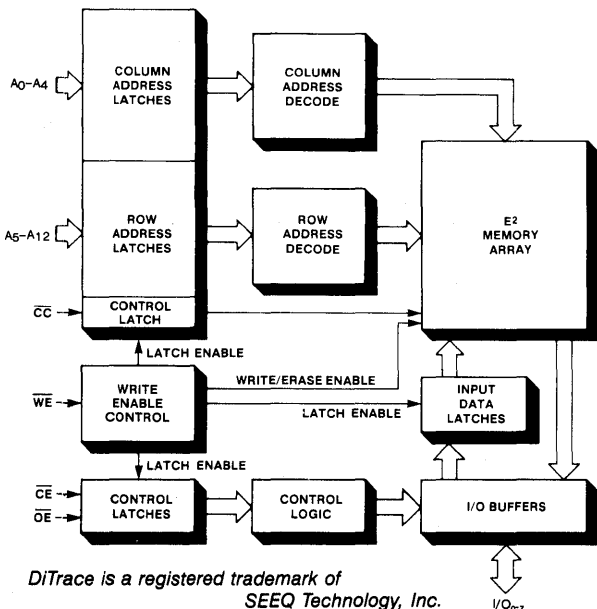 A0–A4
COLUMN
ADDRESS
LATCHES
COLUMN
ADDRESS
DECODE
A5–A12
ROW
ADDRESS
LATCHES
ROW
ADDRESS
DECODE
E2
MEMORY
ARRAY
CC
CONTROL
LATCH
LATCH ENABLE
WE
WRITE
ENABLE
CONTROL
WRITE/ERASE ENABLE
LATCH ENABLE
INPUT
DATA
LATCHES
LATCH ENABLE
CE
OE
CONTROL
LATCHES
CONTROL
LOGIC
I/O BUFFERS
DiTrace is a registered trademark of
SEEQ Technology, Inc.